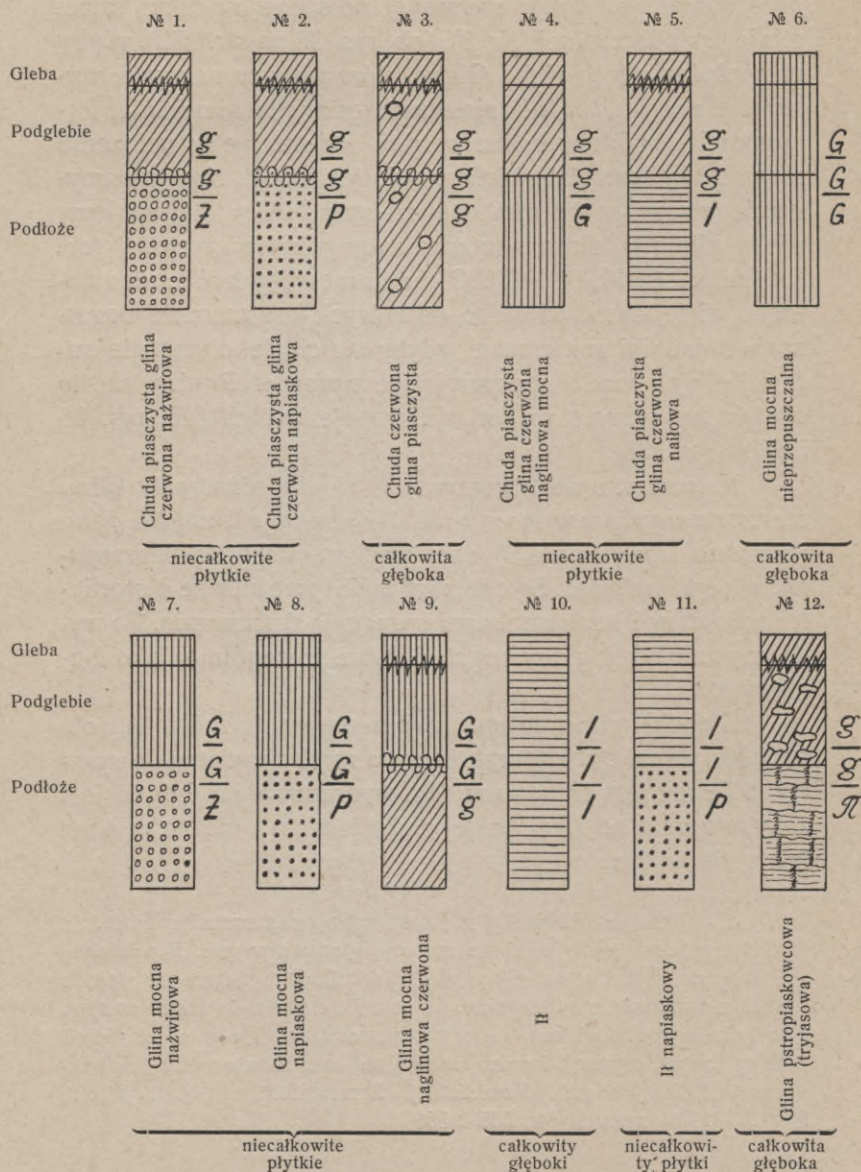 № 1. № 2. № 3. № 4. № 5. № 6.
Gleba
Podglebie
Podłoże
g
g
Ż
g
g
P
g
g
g
g
g
G
g
g
I
G
G
G
Chuda piasczysta glina
czerwona naźwirowa
Chuda piasczysta glina
czerwona napiaskowa
Chuda czerwona
glina piasczysta
Chuda piasczysta
glina czerwona
naglinowa mocna
Chuda piasczysta
glina czerwona
naiłowa
Glina mocna
nieprzepuszczalna
niecałkowite
płytkie
całkowita
głęboka
niecałkowite
płytkie
całkowita
głęboka
№ 7. № 8. № 9. № 10. № 11. № 12.
Gleba
Podglebie
Podłoże
G
G
Z
G
G
P
G
G
g
I
I
I
I
I
P
g
g
π
Glina mocna
naźwirowa
Glina mocna
napiaskowa
Glina mocna
naglinowa czerwona
Ił
Ił napiaskowy
Glina pstropiaskowcowa
(tryjasowa)
niecałkowite
płytkie
całkowity
głęboki
niecałkowi-
ty płytki
całkowita
głęboka